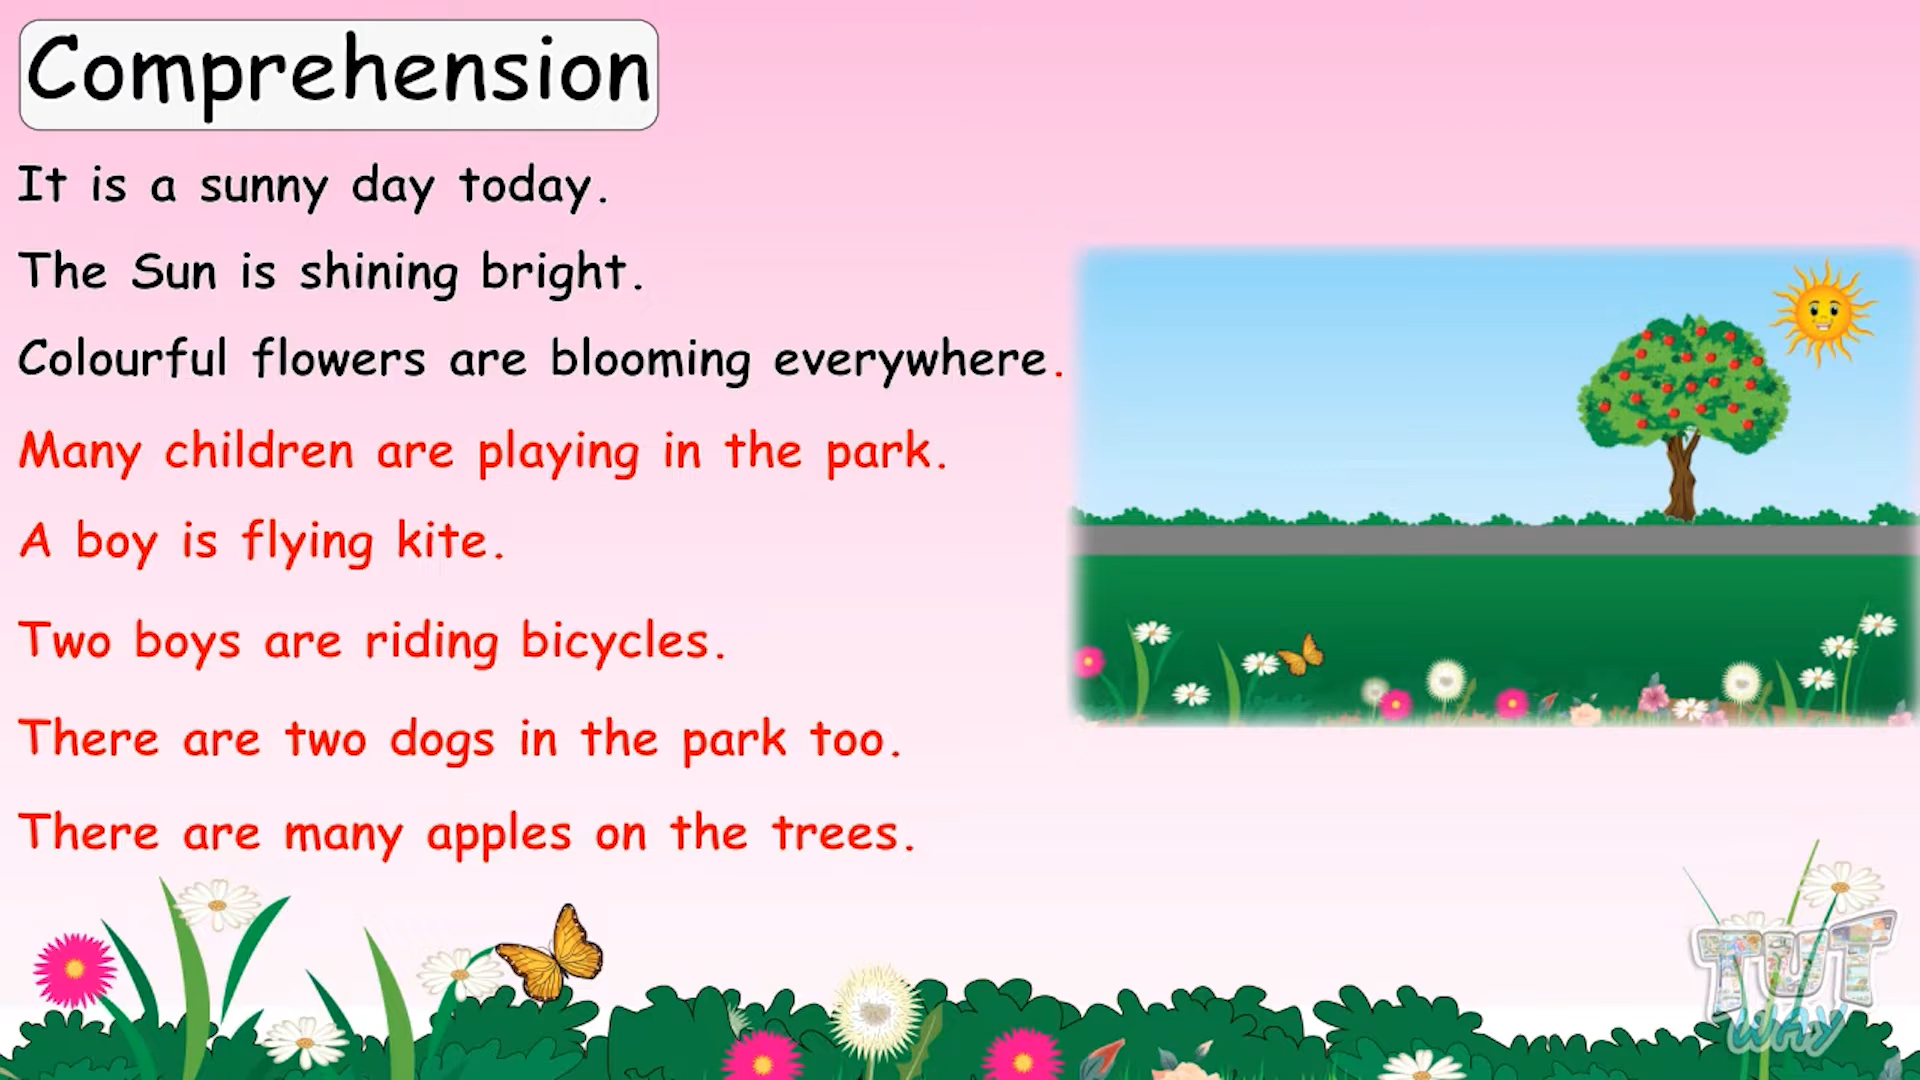 Comprehension
It is a sunny day today.
The Sun is shining bright.
Colourful flowers are blooming everywhere.
Many children are playing in the park.
A boy is flying kite.
Two boys are riding bicycles.
There are two dogs in the park too.
There are many apples on the trees.
TUT
WAY